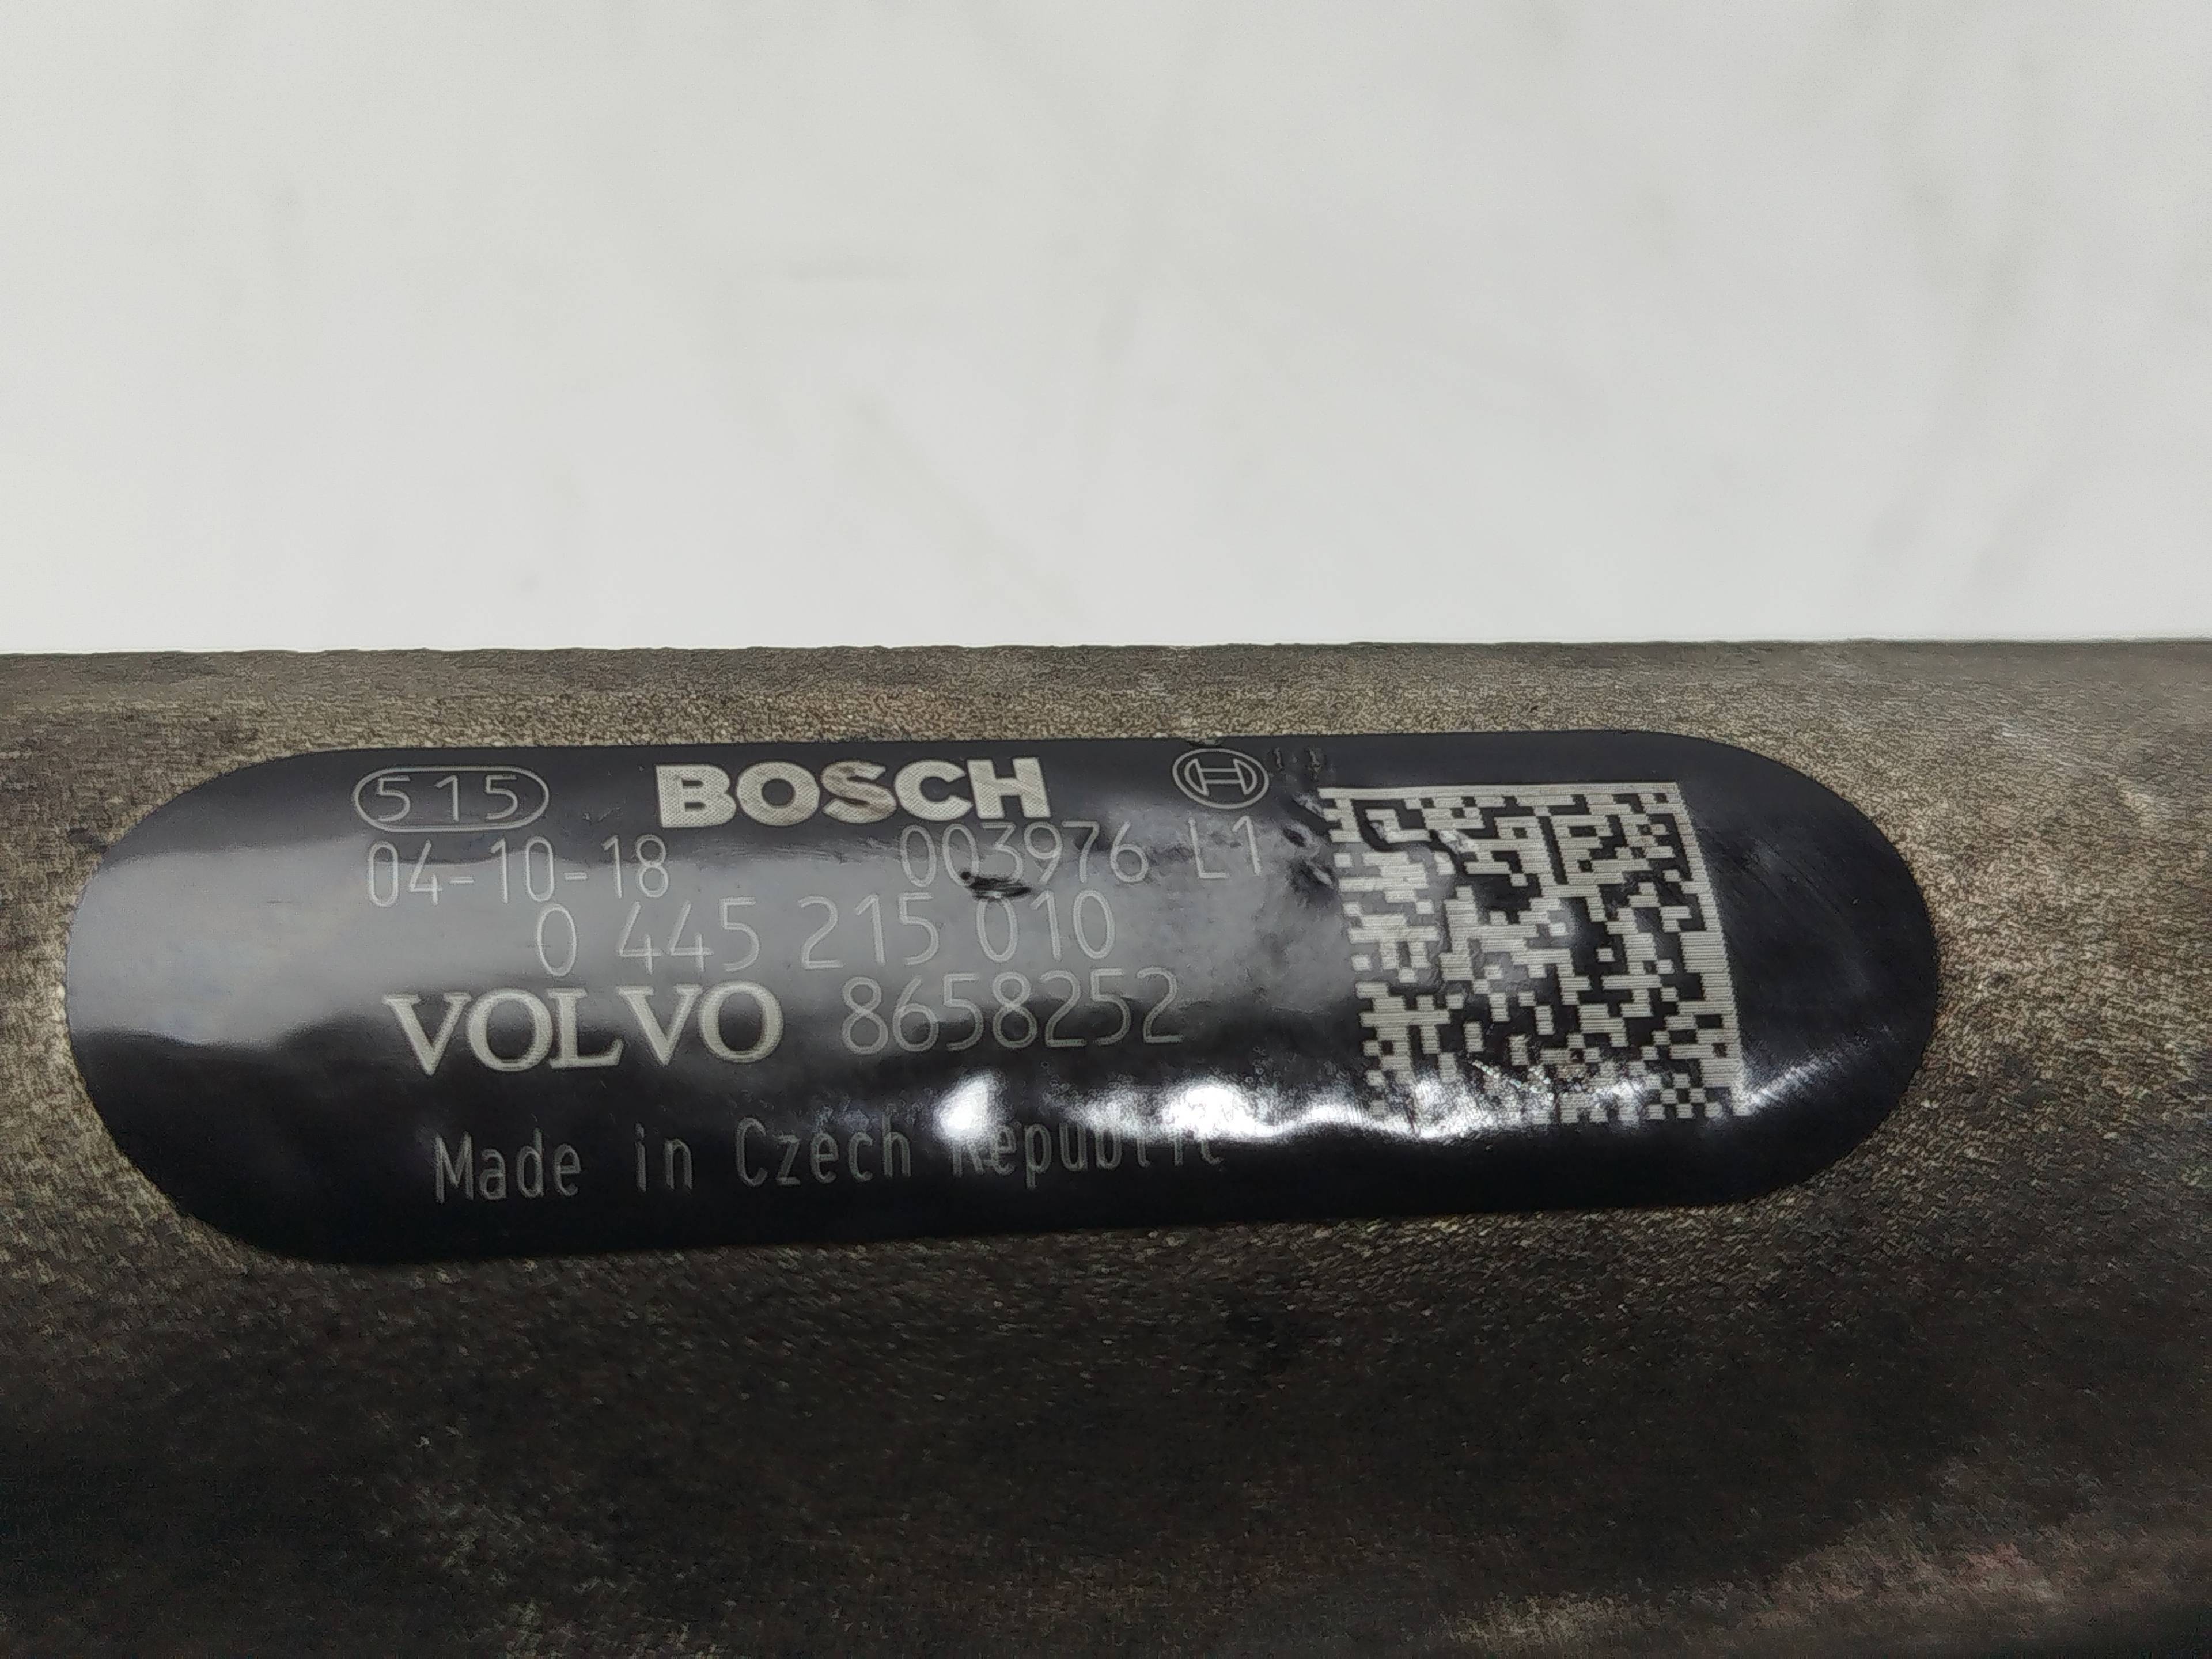 515 BOSCH
04-10-18 003976 L1
0 445 215 010
VOLVO 8658252
Made in Czech Republic